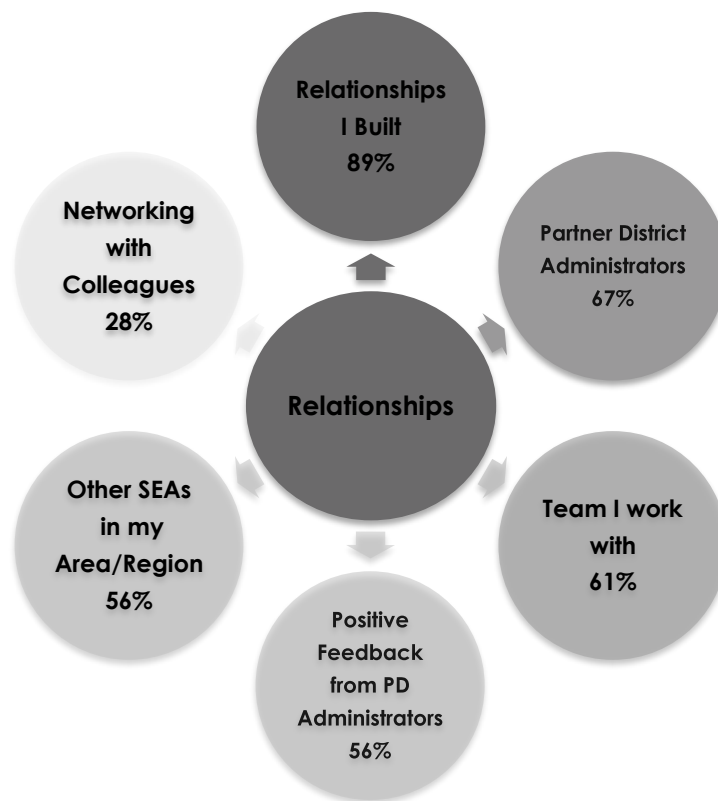 Relationships
I Built
89%
Partner District
Administrators
67%
Team I work
with
61%
Positive
Feedback
from PD
Administrators
56%
Other SEAs
in my
Area/Region
56%
Networking
with
Colleagues
28%
Relationships